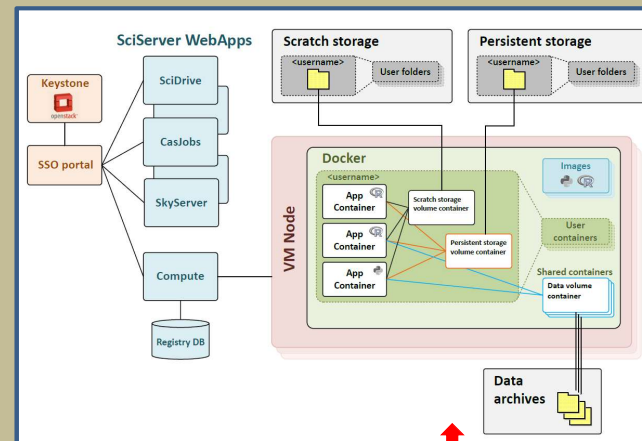 SciServer WebApps
Keystone
openstack
SSO portal
SciDrive
CasJobs
SkyServer
Compute
Registry DB
Scratch storage
<username>
User folders
Persistent storage
<username>
User folders
VM Node
Docker
<username>
App
Container
App
Container
App
Container
Scratch storage
volume container
Persistent storage
volume container
Images
User
containers
Shared containers
Data volume
container
Data
archives